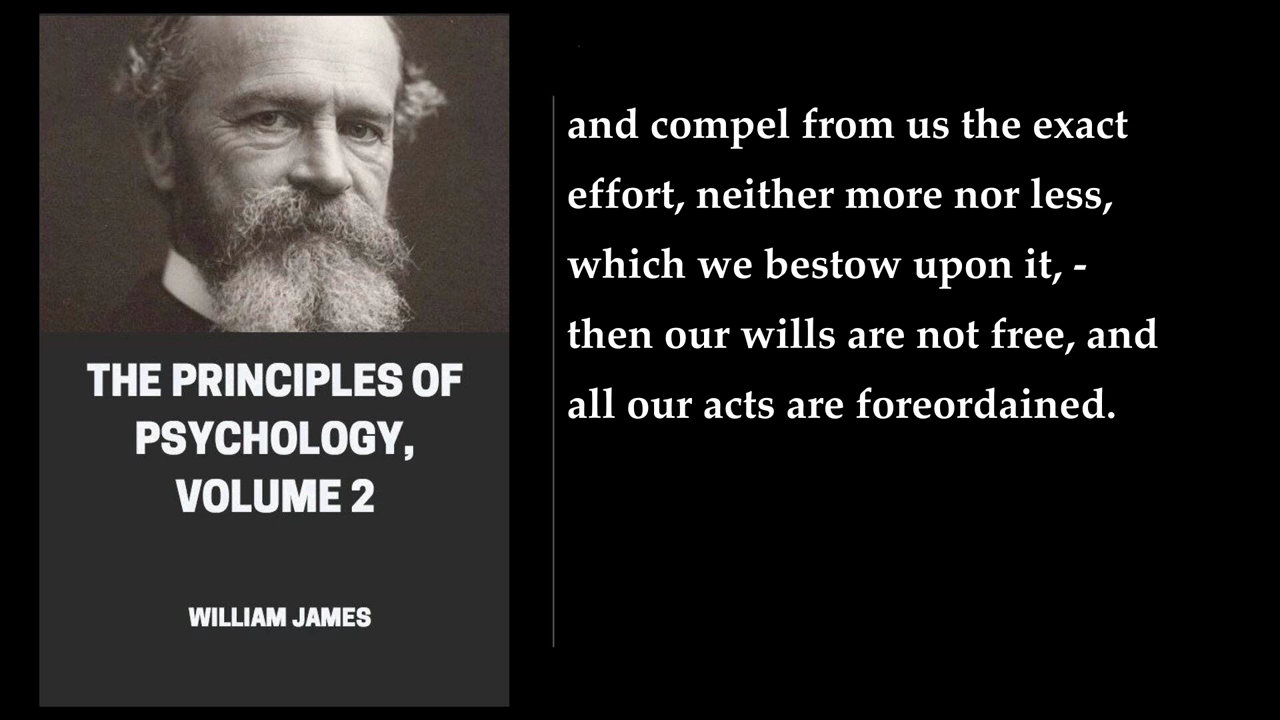 THE PRINCIPLES OF
PSYCHOLOGY,
VOLUME 2
WILLIAM JAMES
and compel from us the exact
effort, neither more nor less,
which we bestow upon it, -
then our wills are not free, and
all our acts are foreordained.